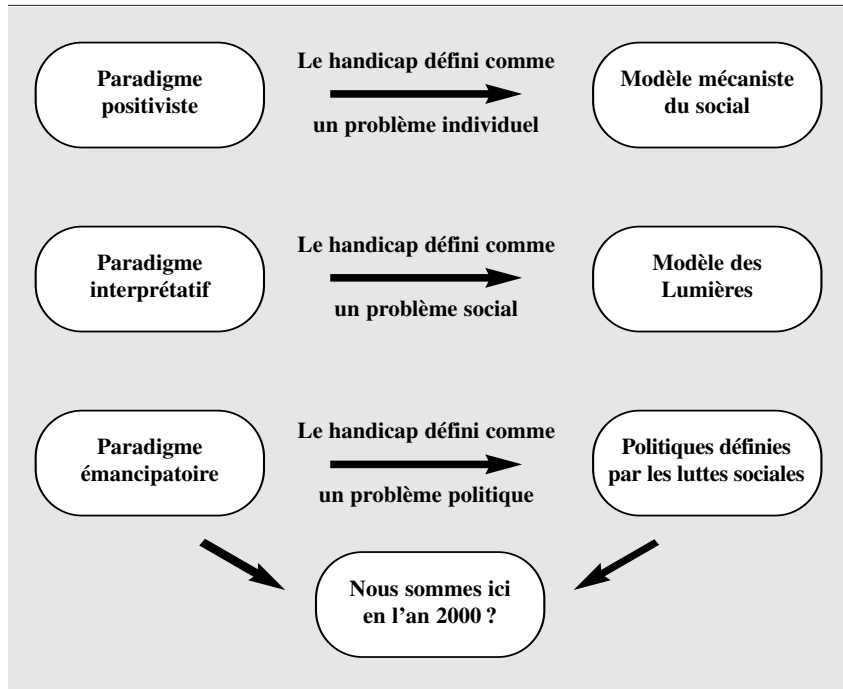 Paradigme
positiviste
Le handicap défini comme
un problème individuel
Modèle mécaniste
du social
Paradigme
interprétatif
Le handicap défini comme
un problème social
Modèle des
Lumières
Paradigme
émancipatoire
Le handicap défini comme
un problème politique
Politiques définies
par les luttes sociales
Nous sommes ici
en l'an 2000 ?